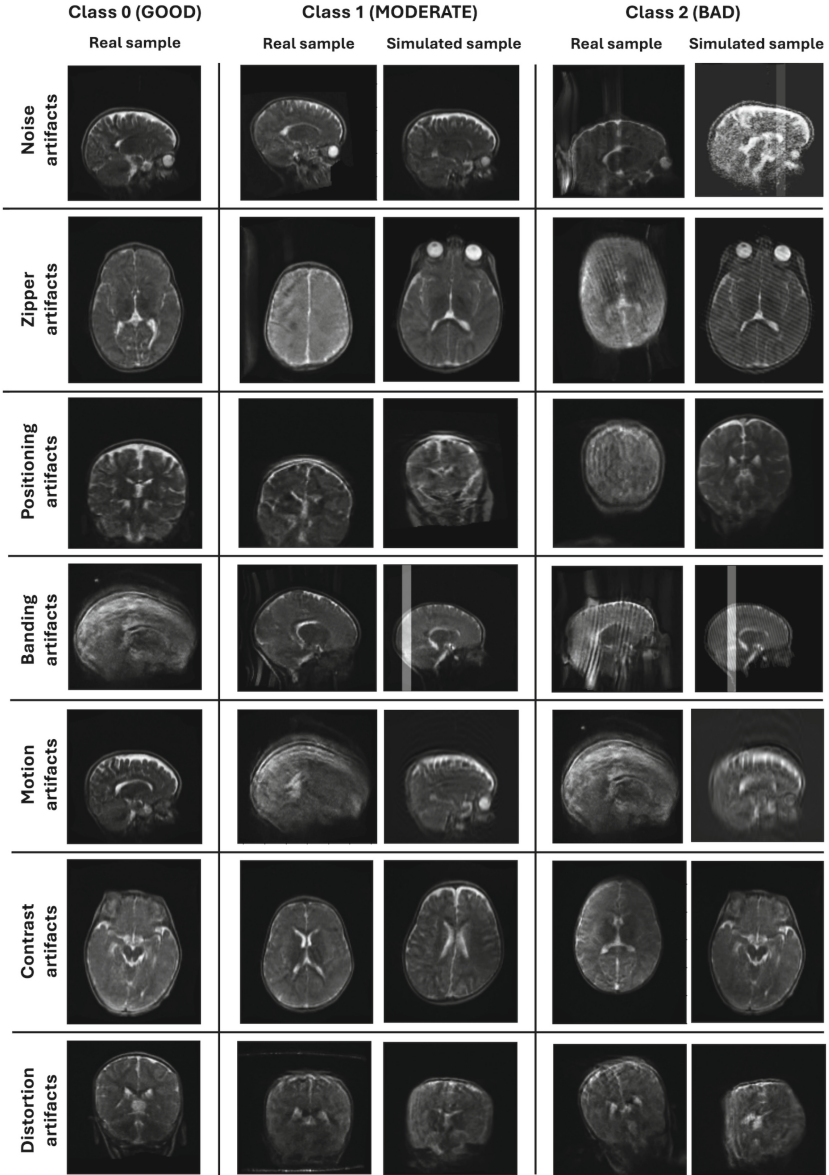 Class 0 (GOOD)
Class 1 (MODERATE)
Class 2 (BAD)
Real sample
Real sample
Simulated sample
Real sample
Simulated sample
Noise
artifacts
Zipper
artifacts
Positioning
artifacts
Banding
artifacts
Motion
artifacts
Contrast
artifacts
Distortion
artifacts